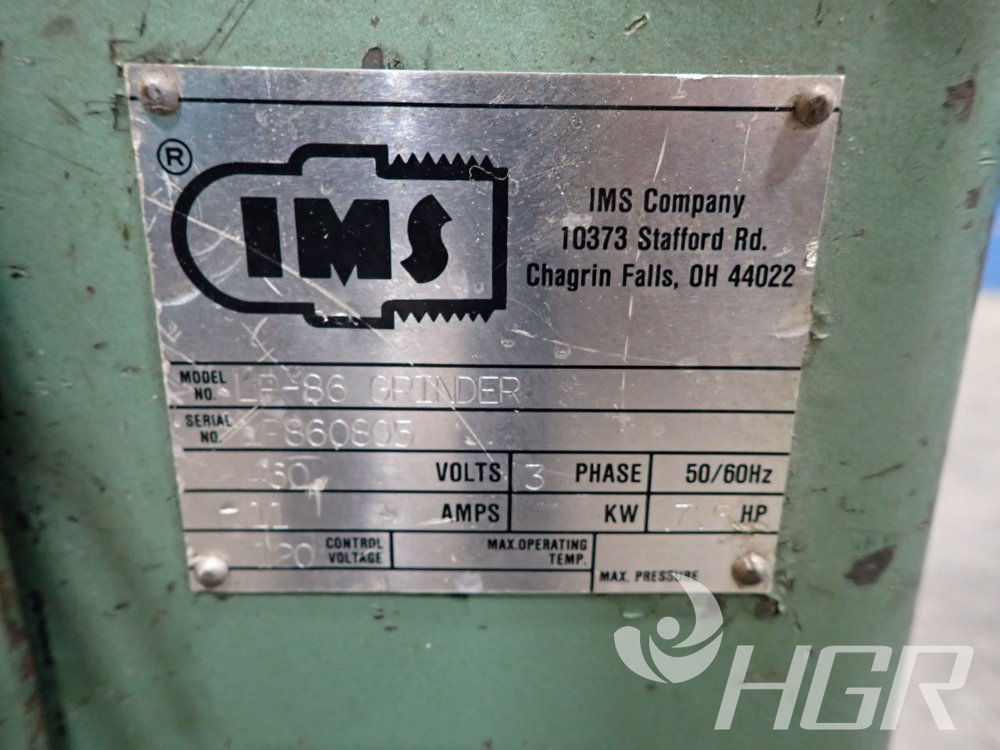 ®
IMS
IMS Company
10373 Stafford Rd.
Chagrin Falls, OH 44022
MODEL NO. GRINDER
SERIAL NO.
VOLTS 3 PHASE 50/60Hz
11 AMPS KW HP
120 CONTROL VOLTAGE MAX.OPERATING TEMP. MAX. PRESSURE
HGR